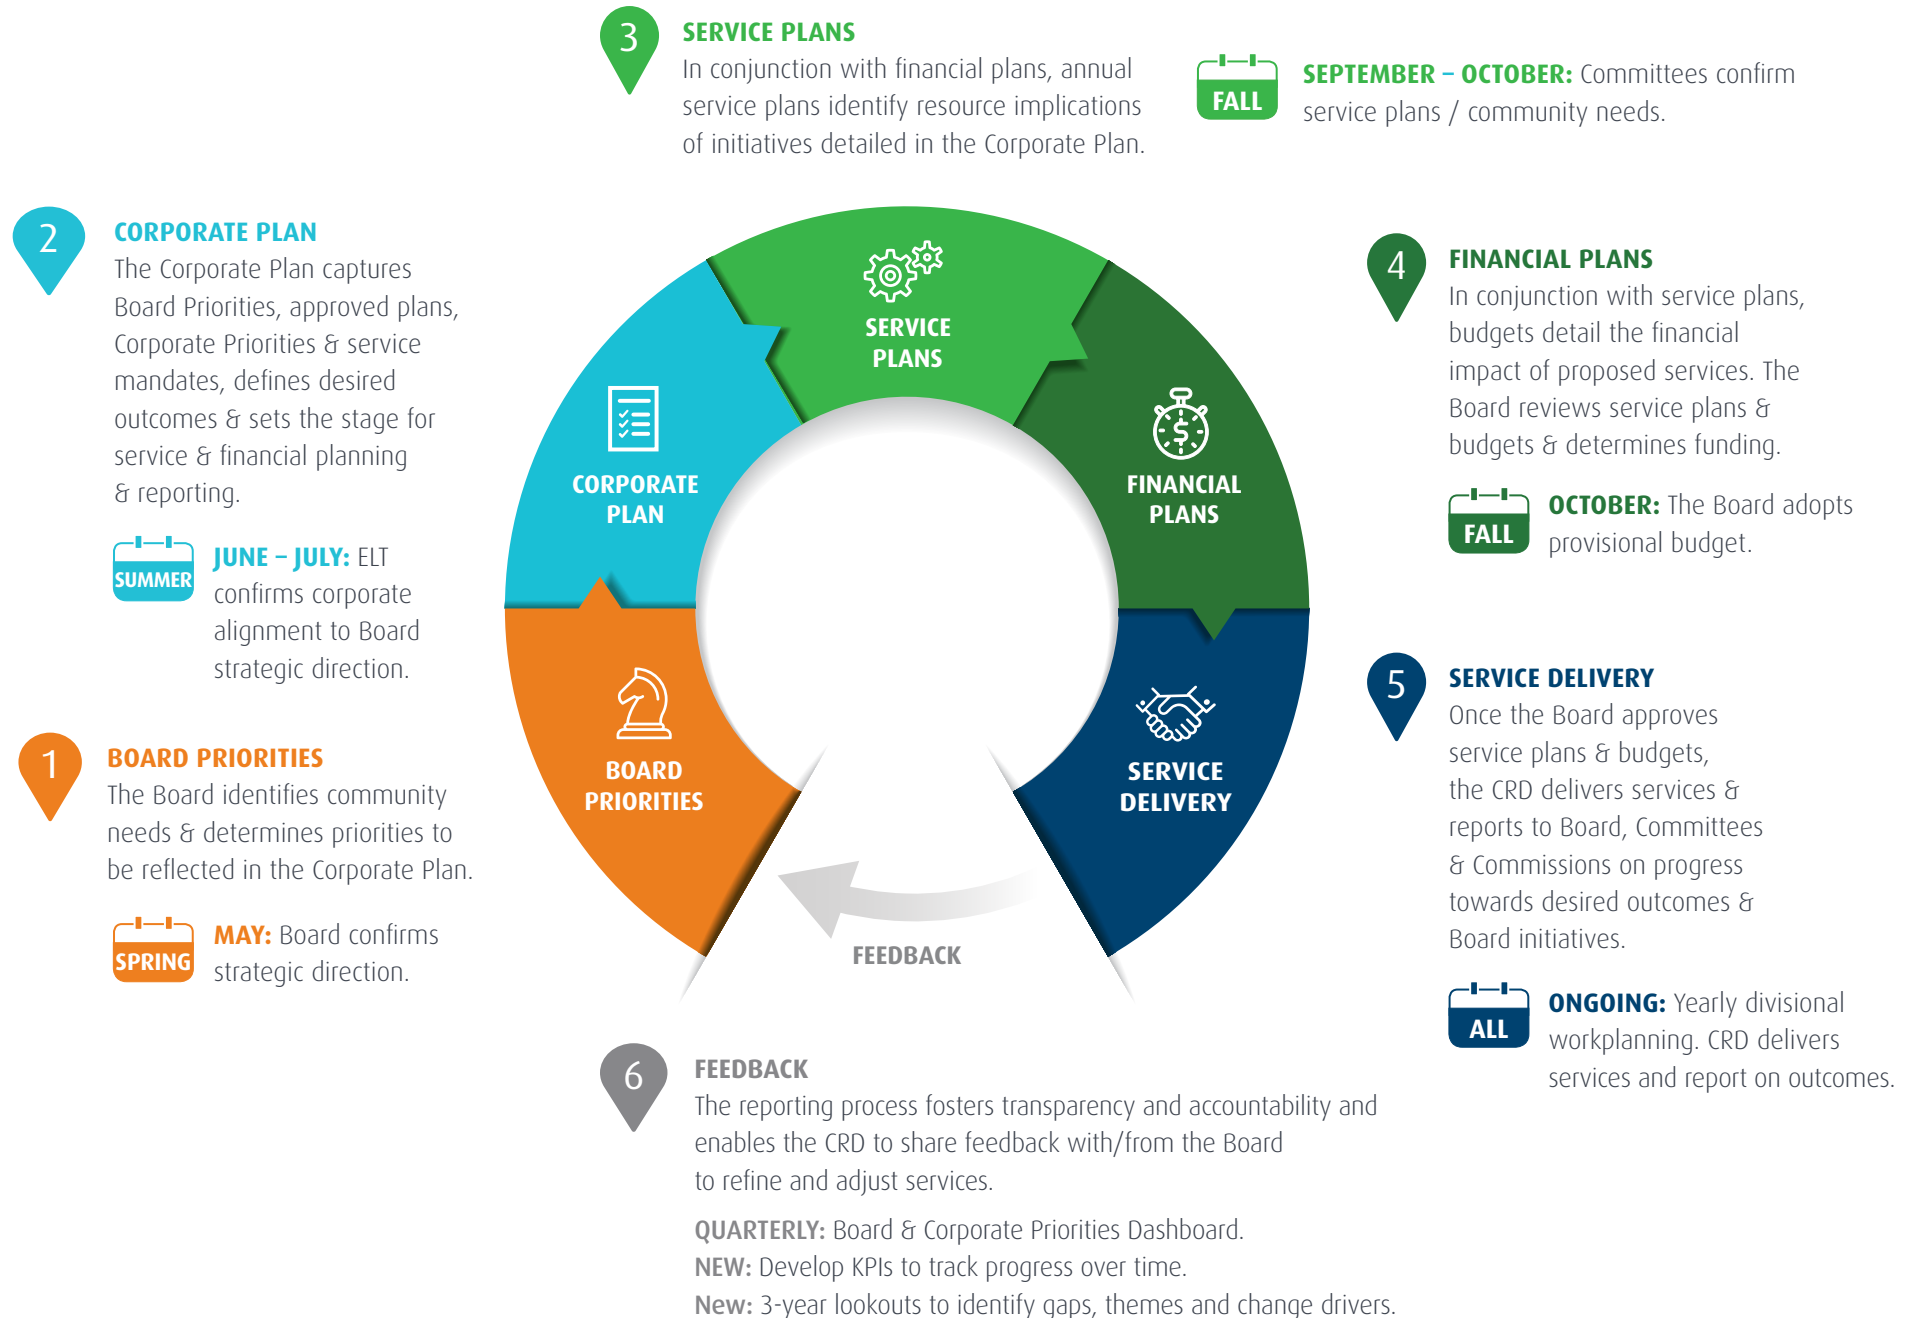 3
SERVICE PLANS
In conjunction with financial plans, annual
service plans identify resource implications
of initiatives detailed in the Corporate Plan.
FALL
SEPTEMBER – OCTOBER: Committees confirm
service plans / community needs.
2
CORPORATE PLAN
The Corporate Plan captures
Board Priorities, approved plans,
Corporate Priorities & service
mandates, defines desired
outcomes & sets the stage for
service & financial planning
& reporting.
SUMMER
JUNE – JULY: ELT
confirms corporate
alignment to Board
strategic direction.
1
BOARD PRIORITIES
The Board identifies community
needs & determines priorities to
be reflected in the Corporate Plan.
SPRING
MAY: Board confirms
strategic direction.
SERVICE
PLANS
CORPORATE
PLAN
FINANCIAL
PLANS
$
BOARD
PRIORITIES
SERVICE
DELIVERY
FEEDBACK
4
FINANCIAL PLANS
In conjunction with service plans,
budgets detail the financial
impact of proposed services. The
Board reviews service plans &
budgets & determines funding.
FALL
OCTOBER: The Board adopts
provisional budget.
5
SERVICE DELIVERY
Once the Board approves
service plans & budgets,
the CRD delivers services &
reports to Board, Committees
& Commissions on progress
towards desired outcomes &
Board initiatives.
ALL
ONGOING: Yearly divisional
workplanning. CRD delivers
services and report on outcomes.
6
FEEDBACK
The reporting process fosters transparency and accountability and
enables the CRD to share feedback with/from the Board
to refine and adjust services.
QUARTERLY: Board & Corporate Priorities Dashboard.
NEW: Develop KPIs to track progress over time.
New: 3-year lookouts to identify gaps, themes and change drivers.